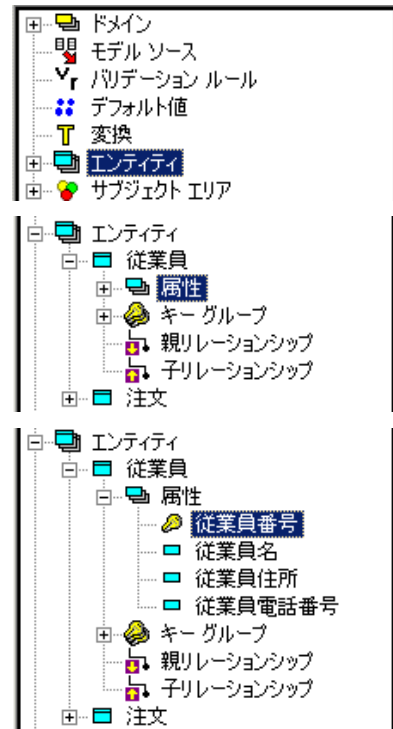 ドメイン
モデル ソース
バリデーション ルール
デフォルト値
変換
エンティティ
サブジェクト エリア
エンティティ
従業員
属性
キー グループ
親リレーションシップ
子リレーションシップ
注文
エンティティ
従業員
属性
従業員番号
従業員名
従業員住所
従業員電話番号
キー グループ
親リレーションシップ
子リレーションシップ
注文